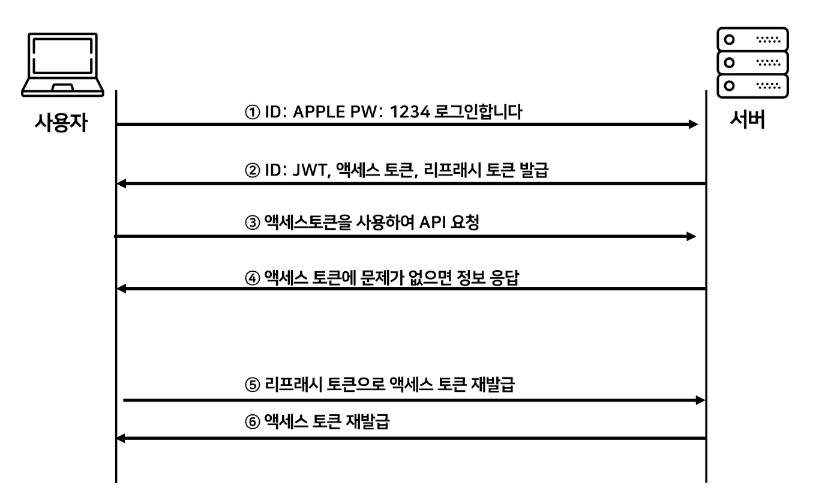 사용자
서버
① ID: APPLE PW: 1234 로그인합니다
② ID: JWT, 액세스 토큰, 리프래시 토큰 발급
③ 액세스토큰을 사용하여 API 요청
④ 액세스 토큰에 문제가 없으면 정보 응답
⑤ 리프래시 토큰으로 액세스 토큰 재발급
⑥ 액세스 토큰 재발급